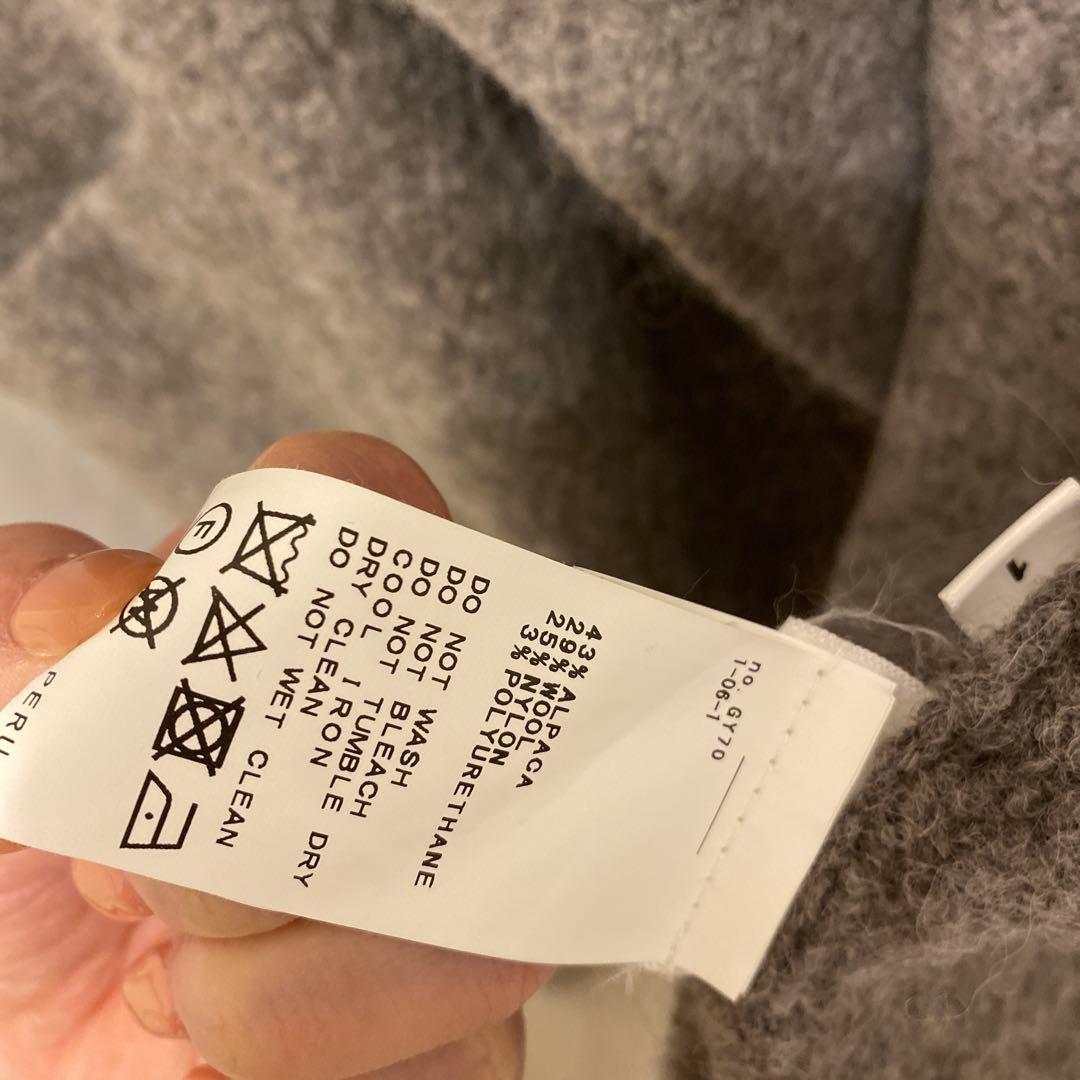 no. GY70
1-06-1
43% ALPACA
29% WOOL
25% NYLON
3% POLYURETHANE
DO NOT WASH
DO NOT BLEACH
DO NOT TUMBLE DRY
COOL IRON
DRY CLEAN
DO NOT WET CLEAN
F
W
PERU
1